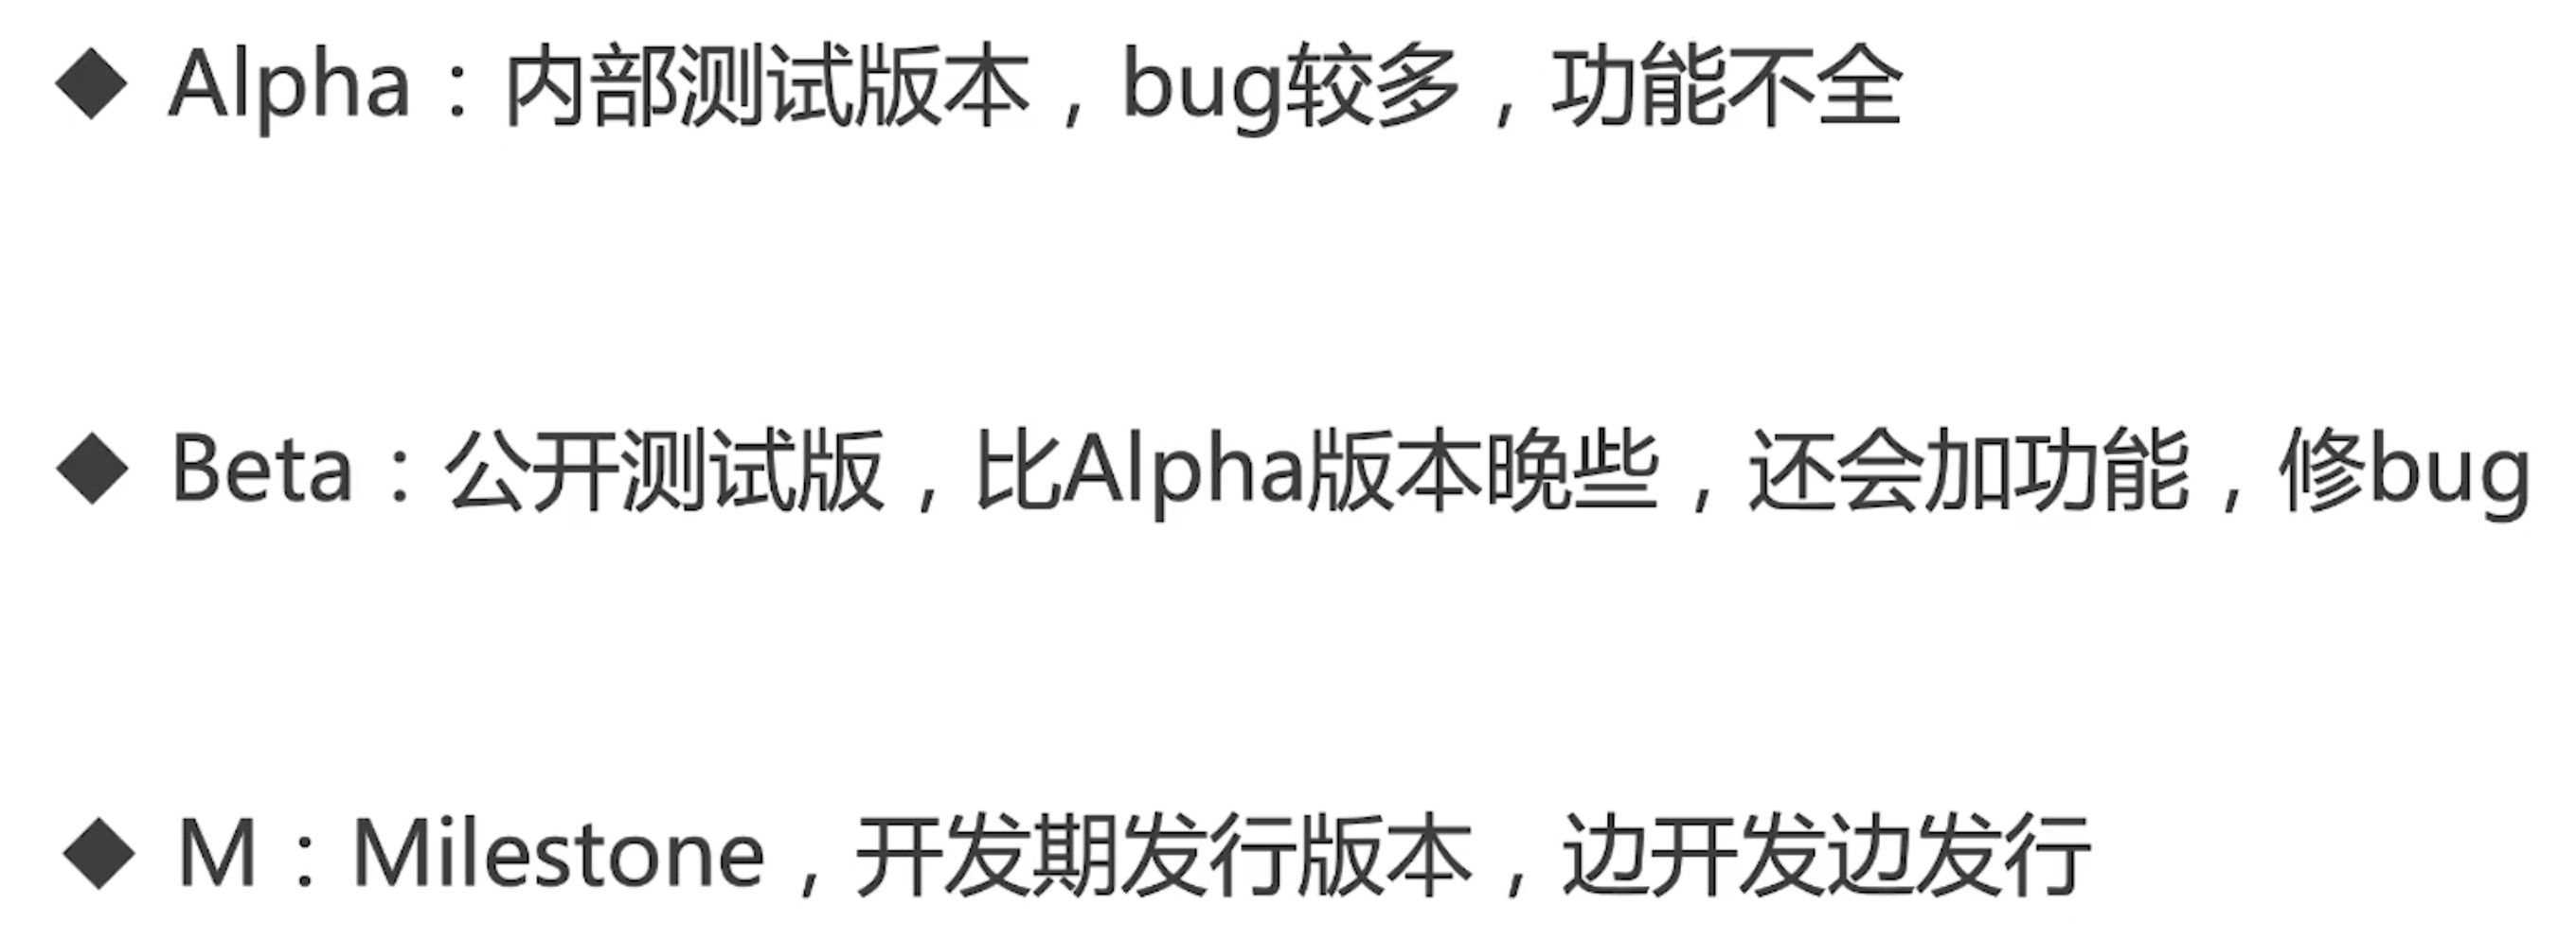 ◆ Alpha：内部测试版本，bug较多，功能不全
◆ Beta：公开测试版，比Alpha版本晚些，还会加功能，修bug
◆ M：Milestone，开发期发行版本，边开发边发行